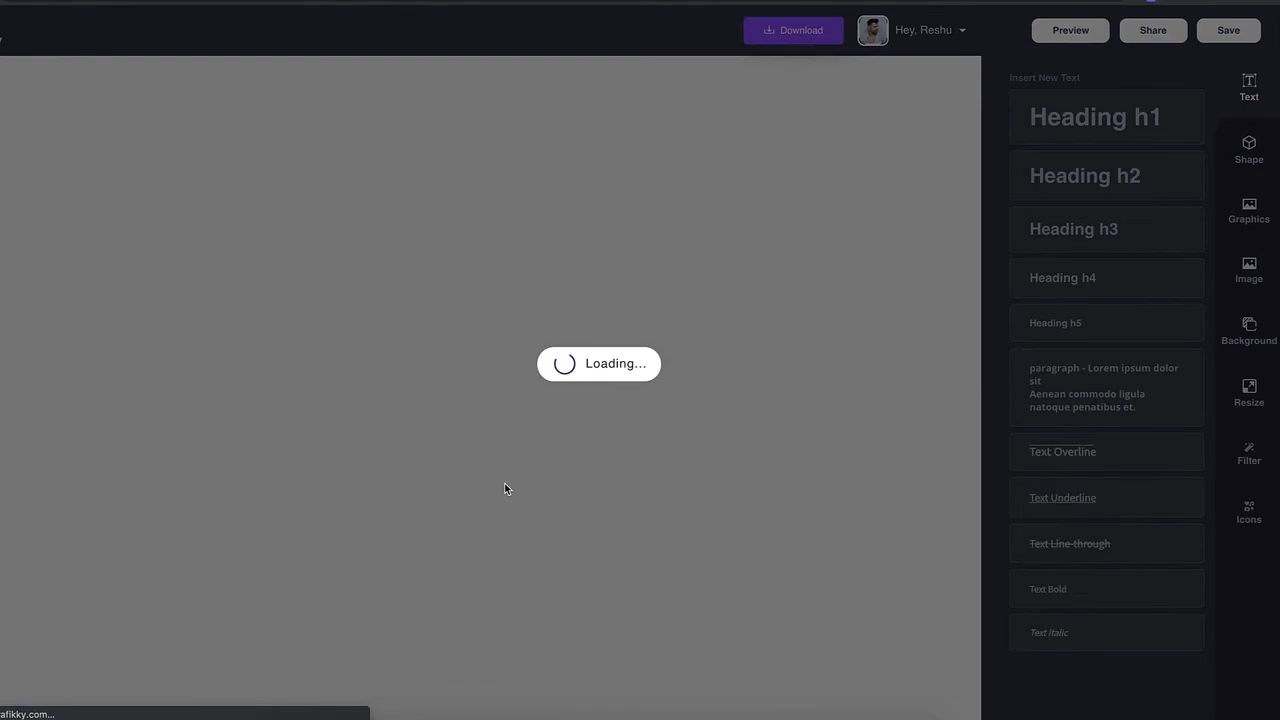 Download
Hey, Reshu
Preview
Share
Save
Insert New Text
Text
Heading h1
Shape
Heading h2
Graphics
Heading h3
Image
Heading h4
Background
Heading h5
Loading...
paragraph - Lorem ipsum dolor
sit
Aenean commodo ligula
natoque penatibus et.
Resize
Text Overline
Filter
Text Underline
Icons
Text Line-through
Text Bold
Text Italic
afikky.com...